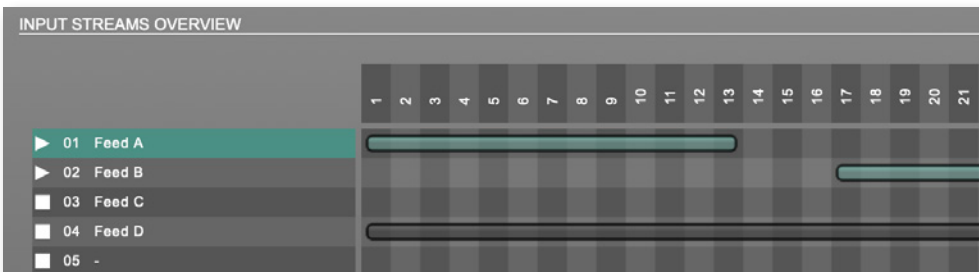 INPUT STREAMS OVERVIEW
1 2 3 4 5 6 7 8 9 10 11 12 13 14 15 16 17 18 19 20 21
01 Feed A
02 Feed B
03 Feed C
04 Feed D
05 -